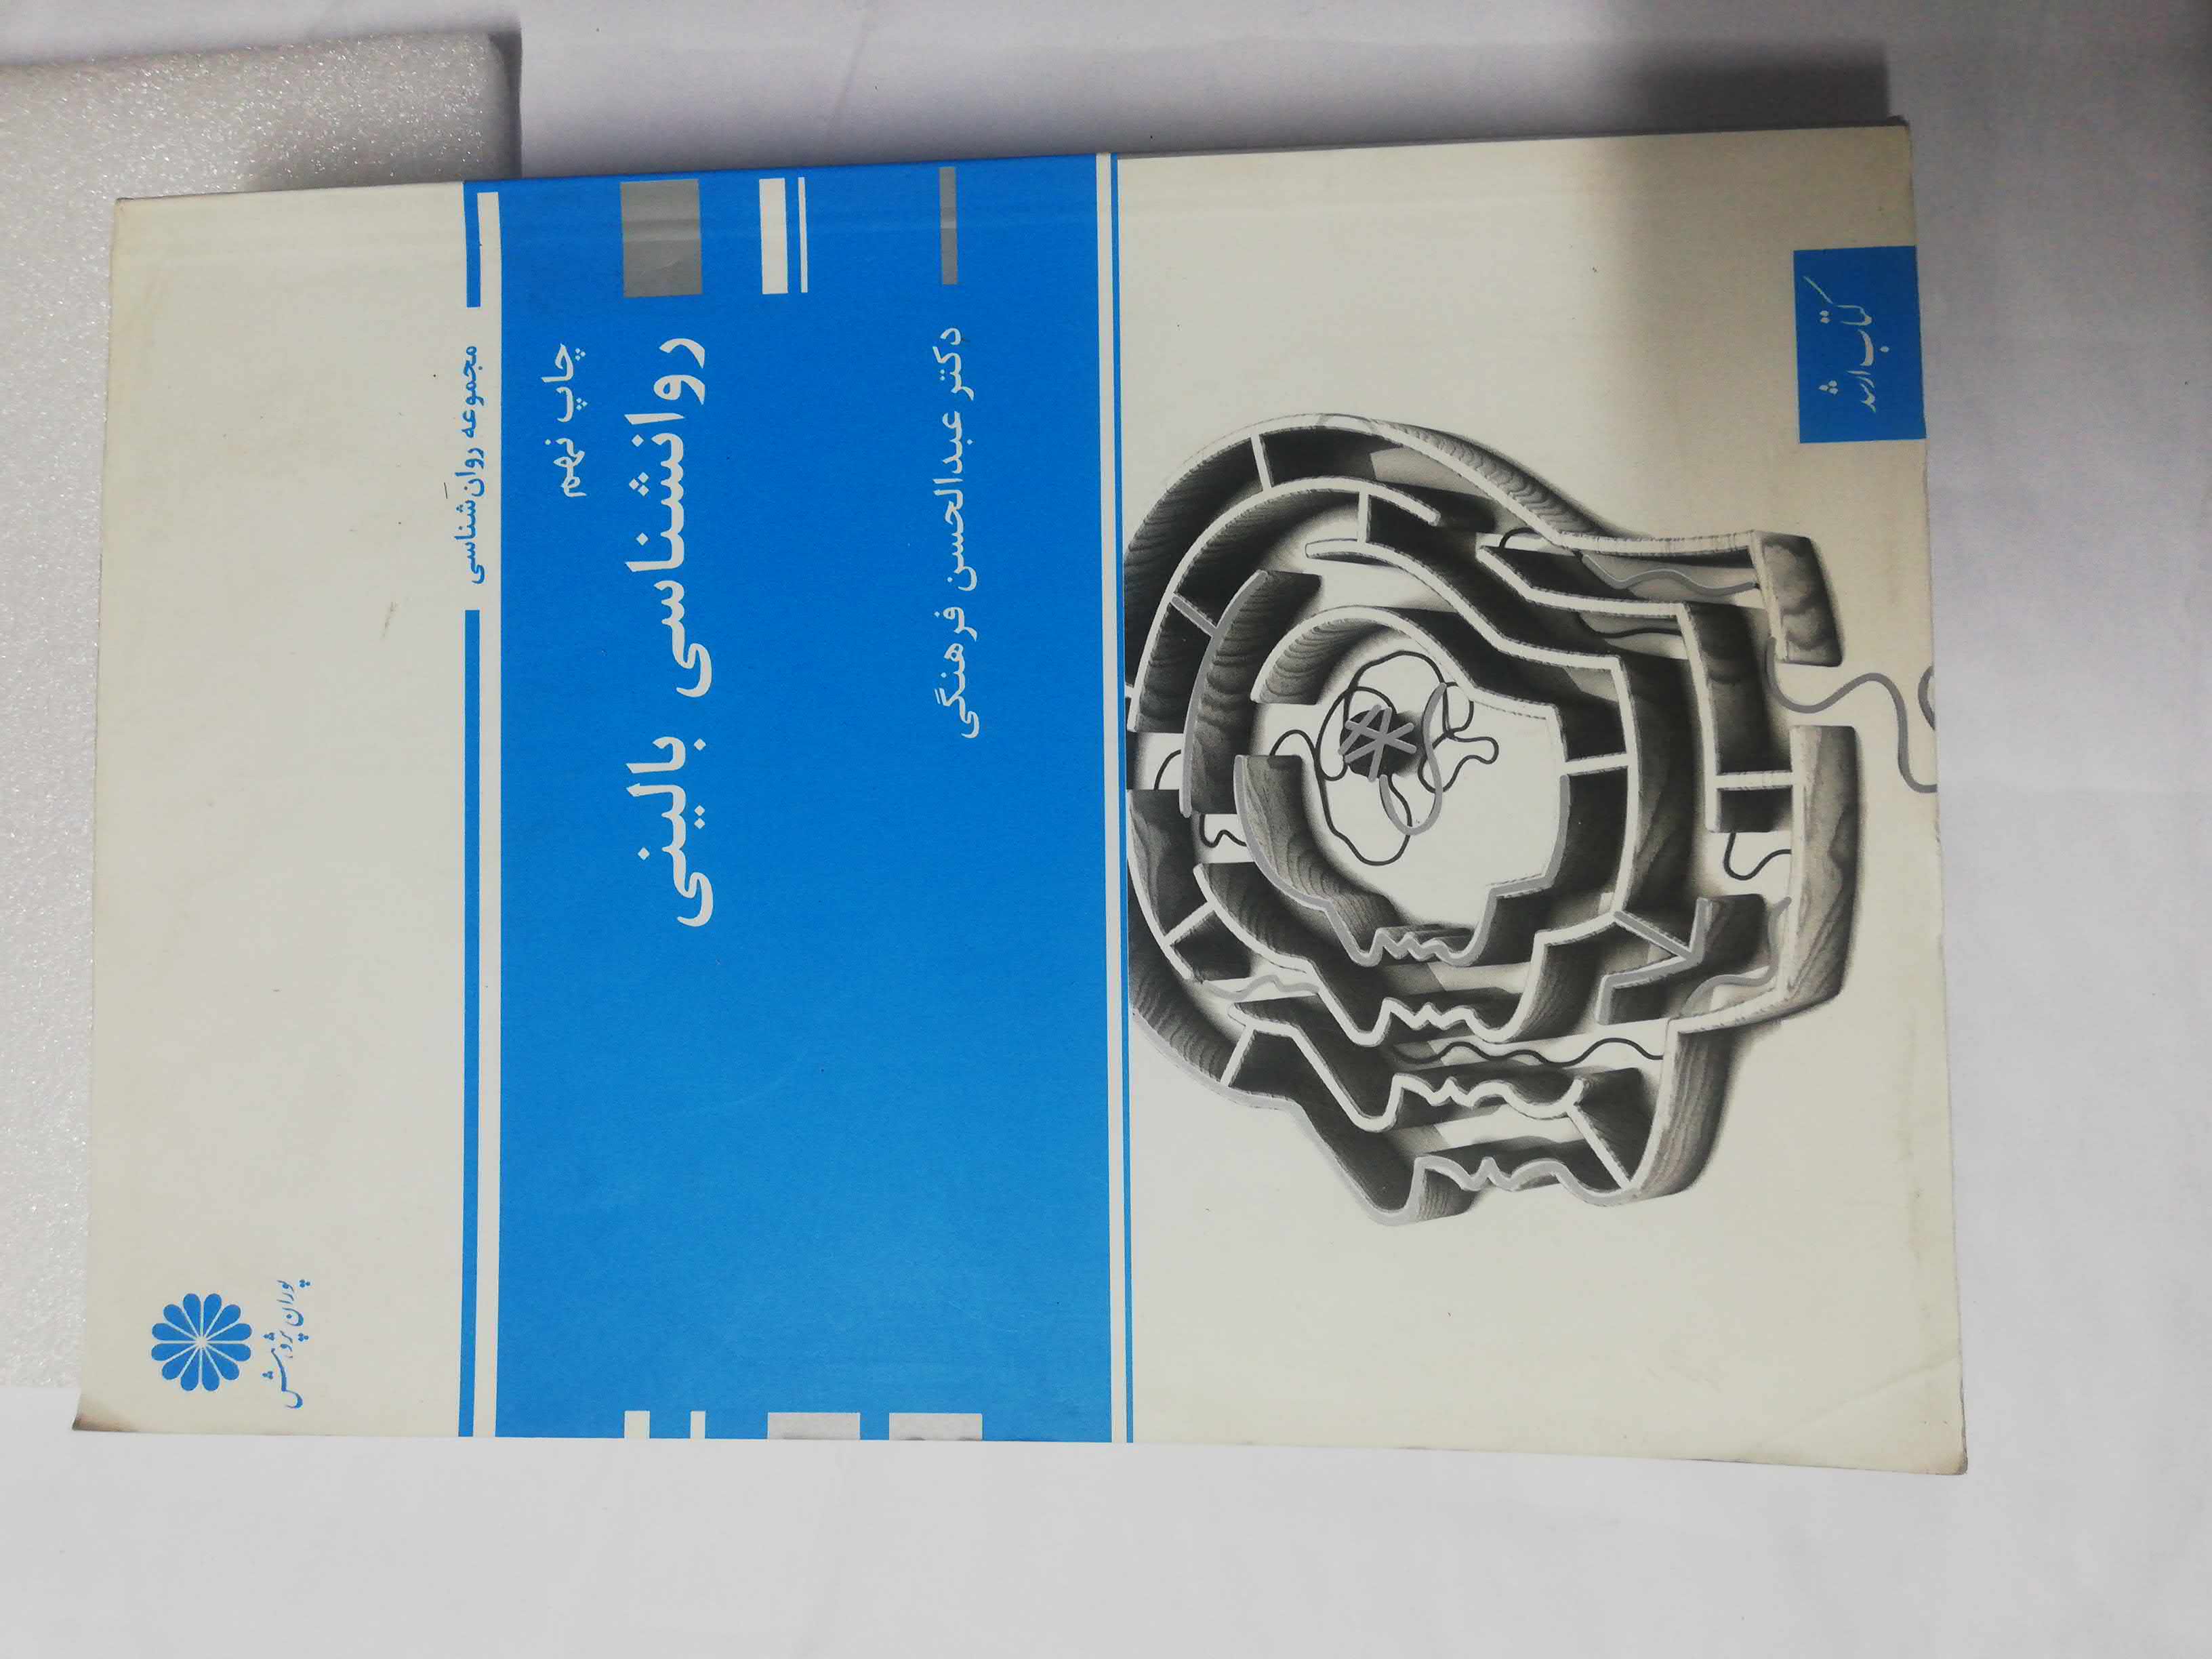 پوران پژوهش
مجموعه روان‌شناسی
چاپ نهم
روانشناسی بالینی
دکتر عبدالحسن فرهنگی
کتاب ارشد